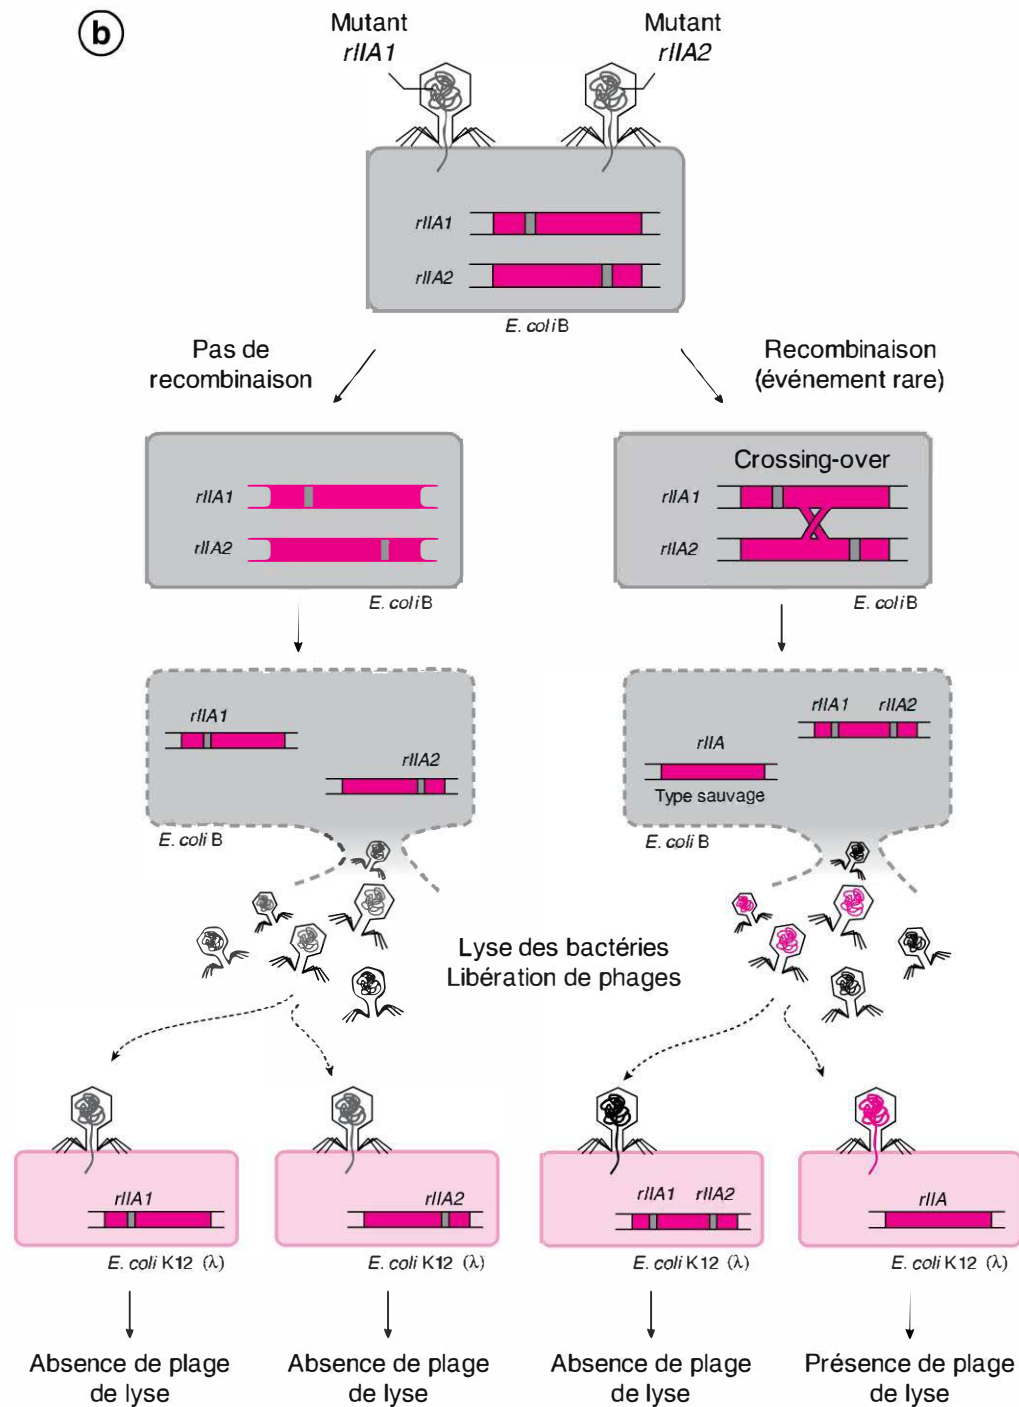 b
Mutant
rIIA1
Mutant
rIIA2
rIIA1
rIIA2
E. coli B
Pas de
recombinaison
Recombinaison
(événement rare)
rIIA1
rIIA2
E. coli B
Crossing-over
rIIA1
rIIA2
E. coli B
rIIA1
rIIA2
E. coli B
rIIA1 rIIA2
rIIA
Type sauvage
E. coli B
Lyse des bactéries
Libération de phages
rIIA1
E. coli K12 (λ)
rIIA2
E. coli K12 (λ)
rIIA1 rIIA2
E. coli K12 (λ)
rIIA
E. coli K12 (λ)
Absence de plage
de lyse
Absence de plage
de lyse
Absence de plage
de lyse
Présence de plage
de lyse